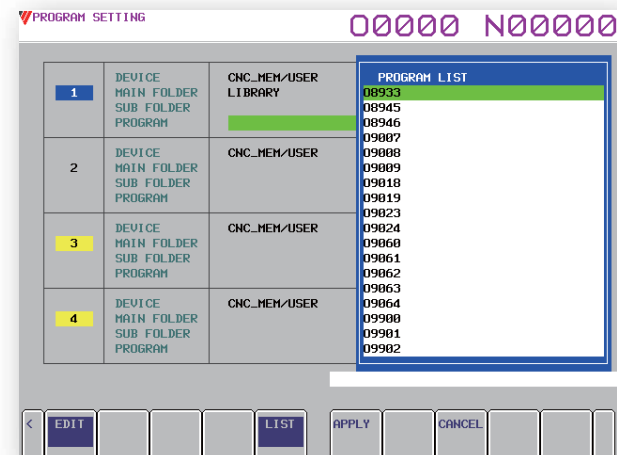 PROGRAM SETTING
O0000 N00000
1
DEVICE CNC_MEM/USER
MAIN FOLDER LIBRARY
SUB FOLDER
PROGRAM
2
DEVICE CNC_MEM/USER
MAIN FOLDER
SUB FOLDER
PROGRAM
3
DEVICE CNC_MEM/USER
MAIN FOLDER
SUB FOLDER
PROGRAM
4
DEVICE CNC_MEM/USER
MAIN FOLDER
SUB FOLDER
PROGRAM
PROGRAM LIST
O8933
O8945
O8946
O9007
O9008
O9009
O9018
O9019
O9023
O9024
O9060
O9061
O9062
O9063
O9064
O9900
O9901
O9902
< EDIT LIST APPLY CANCEL